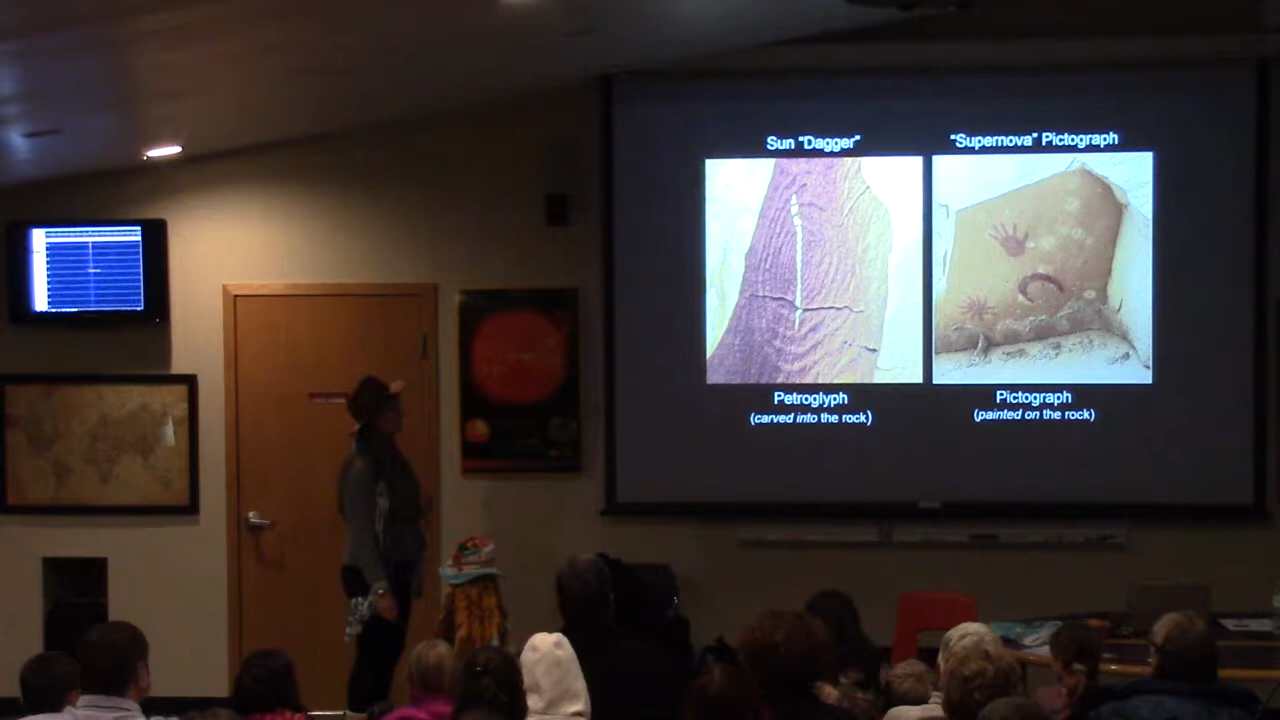 Sun “Dagger”
“Supernova” Pictograph
Petroglyph
(carved into the rock)
Pictograph
(painted on the rock)